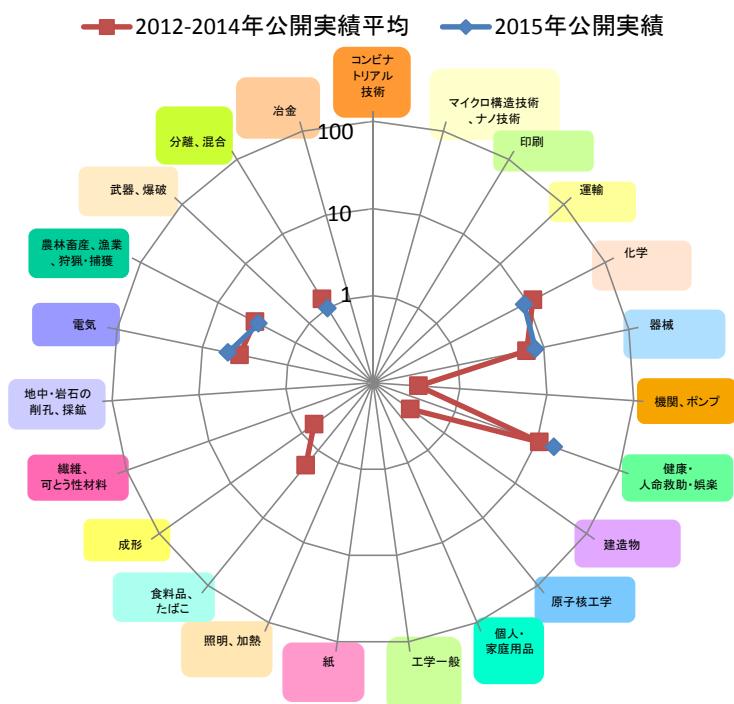 2012-2014年公開実績平均
2015年公開実績
コンビナ
トリアル
技術
マイクロ構造技術
、ナノ技術
印刷
運輸
化学
器械
機関、ポンプ
健康・
人命救助・娯楽
建造物
原子核工学
個人・
家庭用品
工学一般
紙
照明、加熱
食料品、
たばこ
成形
繊維、
可とう性材料
地中・岩石の
削孔、採鉱
電気
農林畜産、漁業
、狩猟・捕獲
武器、爆破
分離、混合
冶金
100
10
1